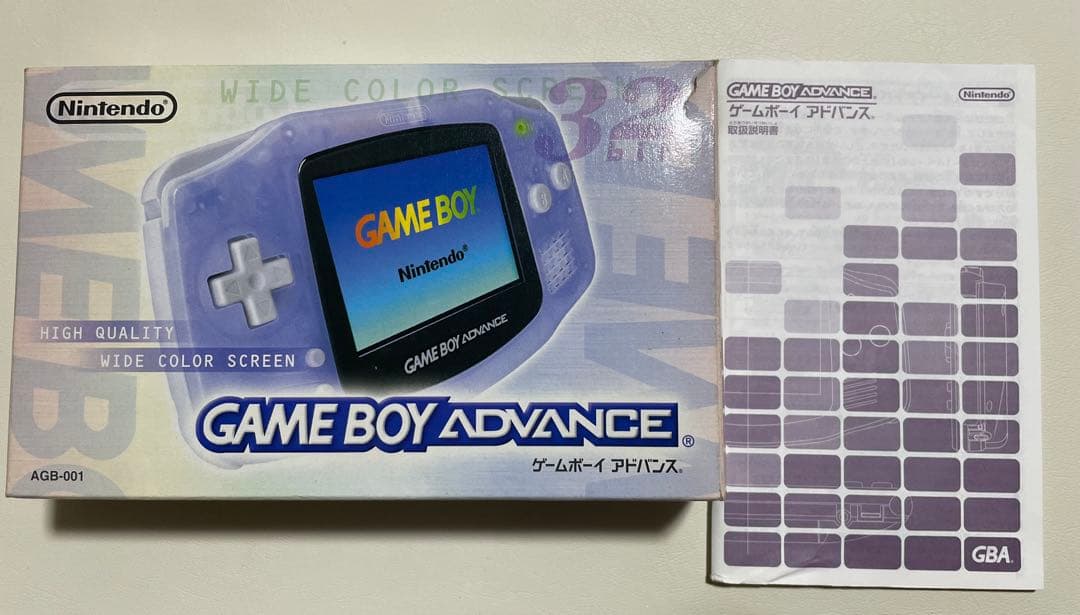 WIDE COLOR SCREEN
32
BIT
Nintendo®
GAME BOY
Nintendo®
GAME BOY ADVANCE
HIGH QUALITY
WIDE COLOR SCREEN
GAME BOY ADVANCE®
ゲームボーイ アドバンス®
AGB-001
GAME BOY ADVANCE®
Nintendo®
ゲームボーイ アドバンス®
取扱説明書
GBA